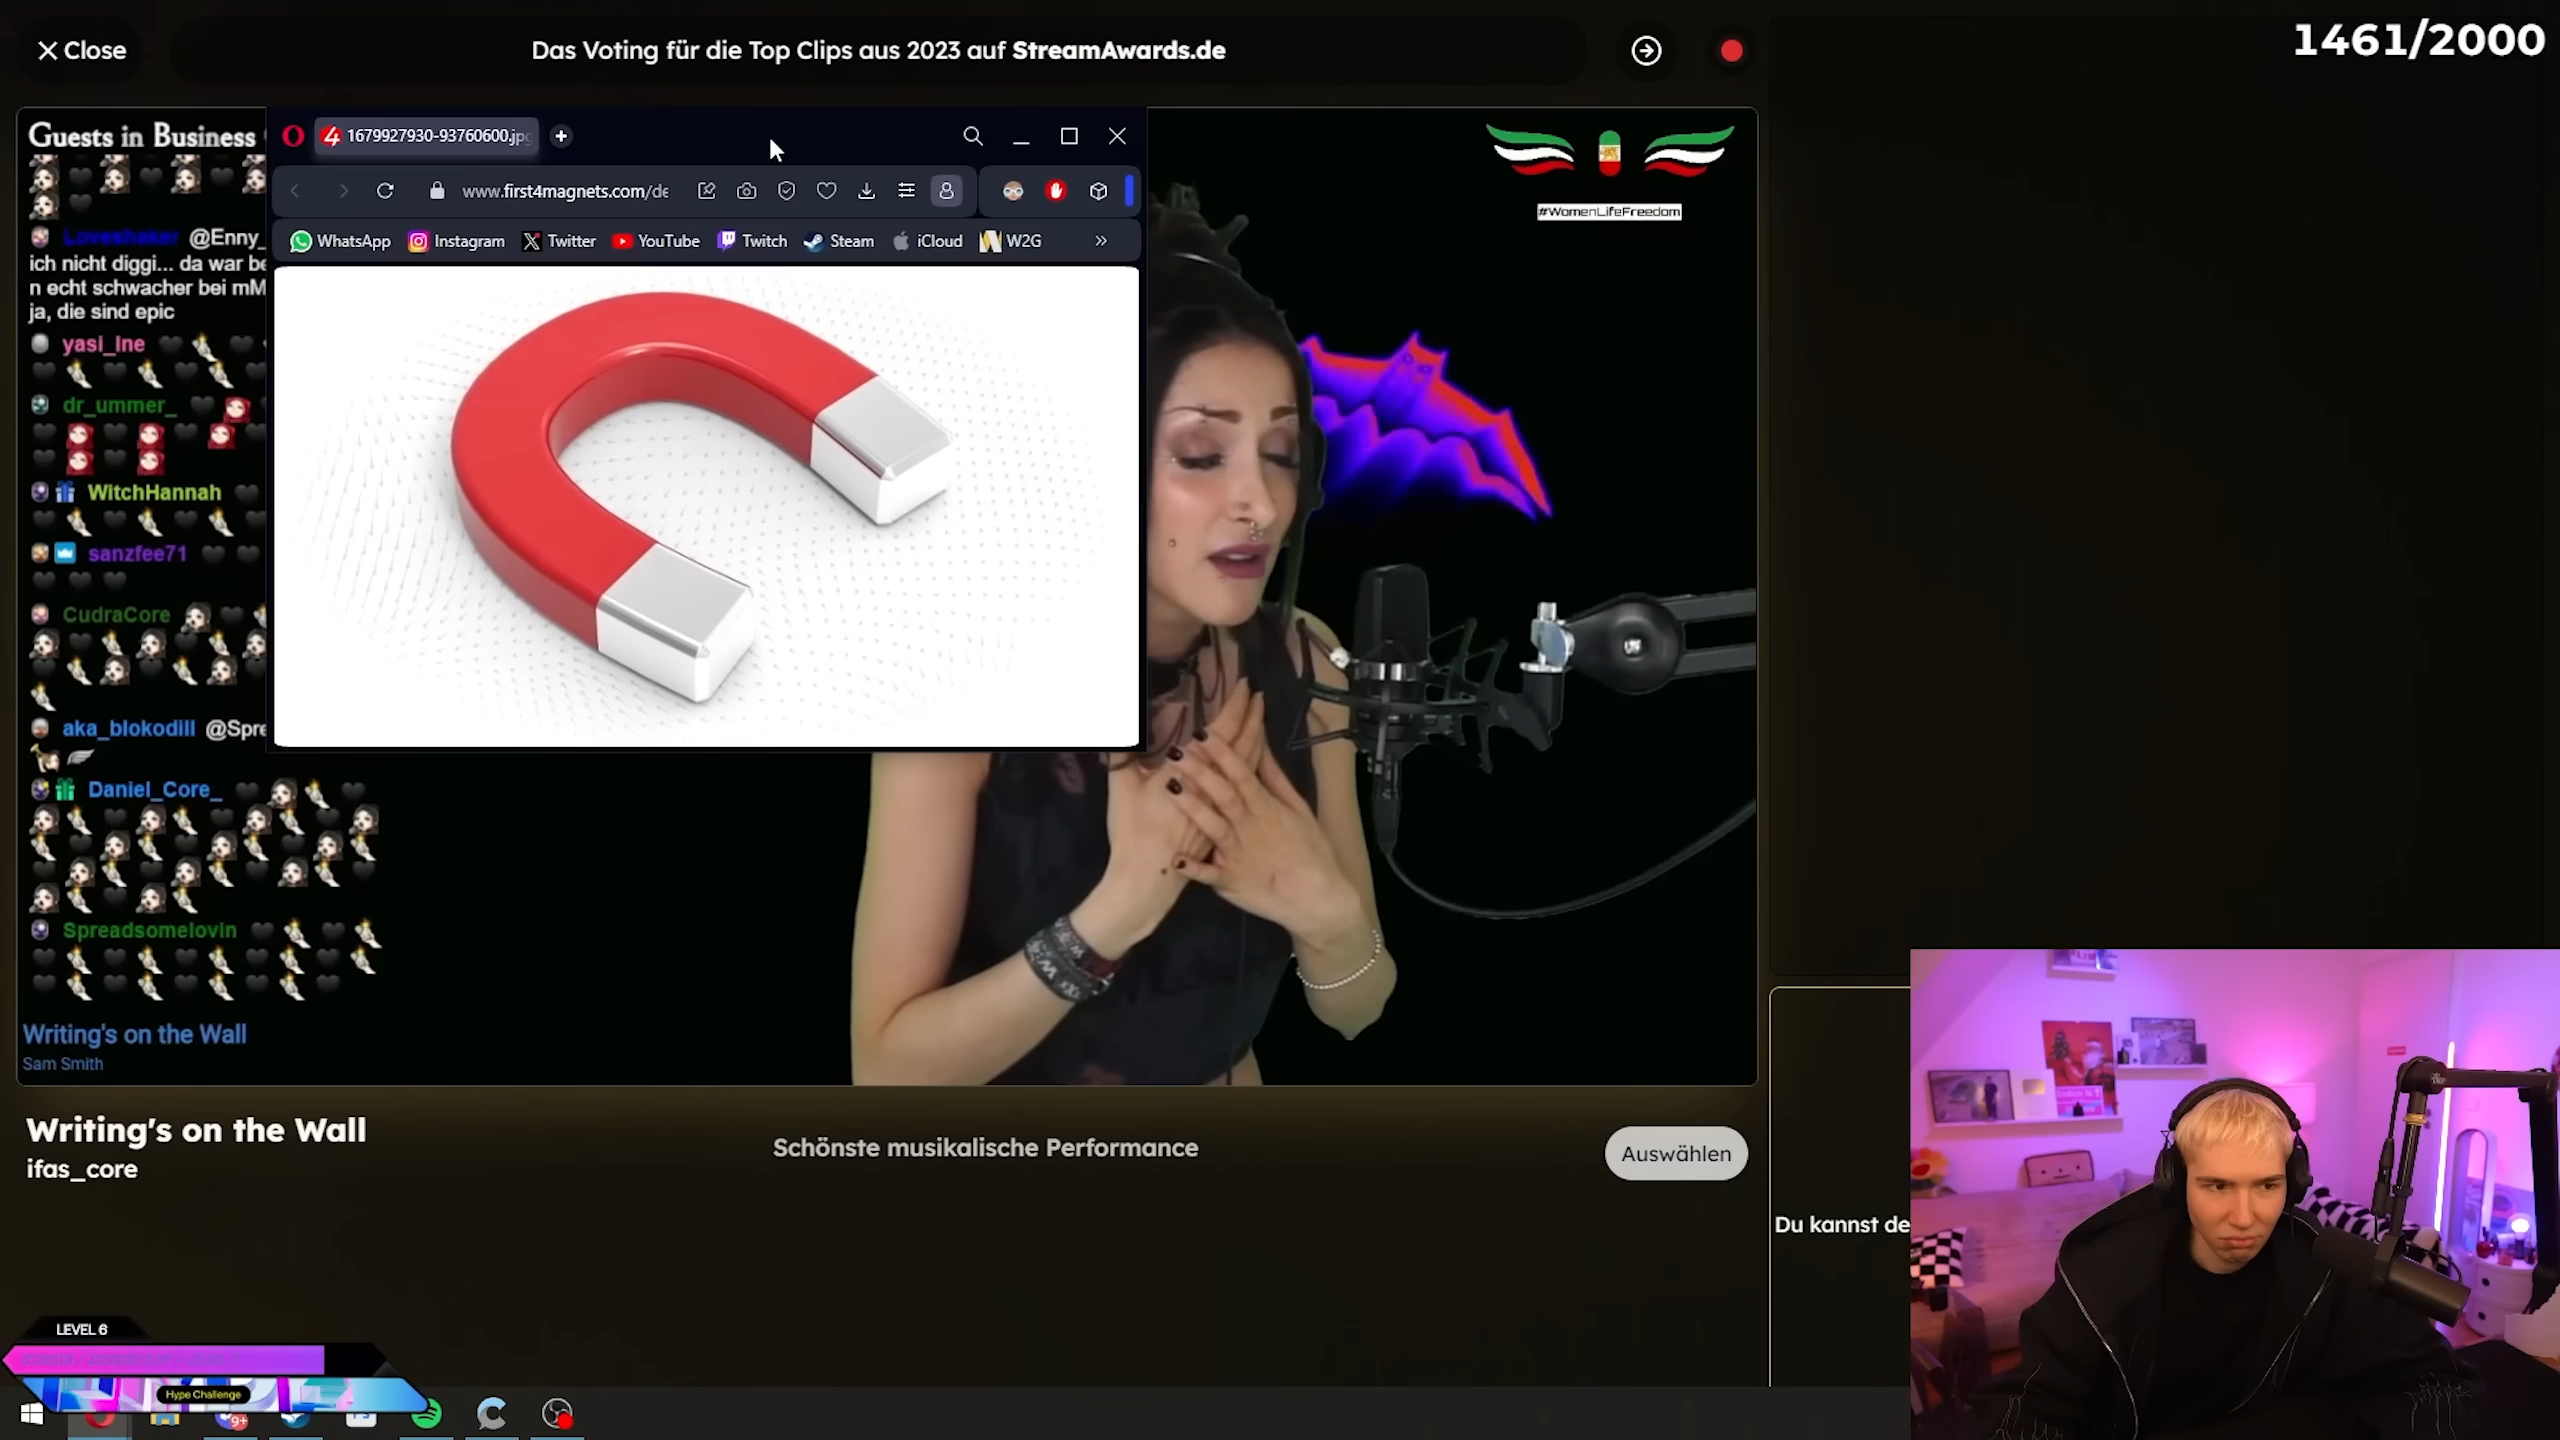 Close
Das Voting für die Top Clips aus 2023 auf StreamAwards.de
1461/2000
Guests in Business
1679927930-93760600.jp
www.first4magnets.com/de
WhatsApp
Instagram
Twitter
YouTube
Twitch
Steam
iCloud
W2G
#WomenLifeFreedom
Loveshaker @Enny_
ich nicht diggi... da war be
n echt schwacher bei mM
ja, die sind epic
yasi_lne
dr_ummer_
WitchHannah
sanzfee71
CudraCore
aka_blokodill @Spre
Daniel_Core_
Spreadsomelovin
Writing's on the Wall
Sam Smith
Writing's on the Wall
ifas_core
Schönste musikalische Performance
Auswählen
Du kannst de
LEVEL 6
Hype Challenge
9+